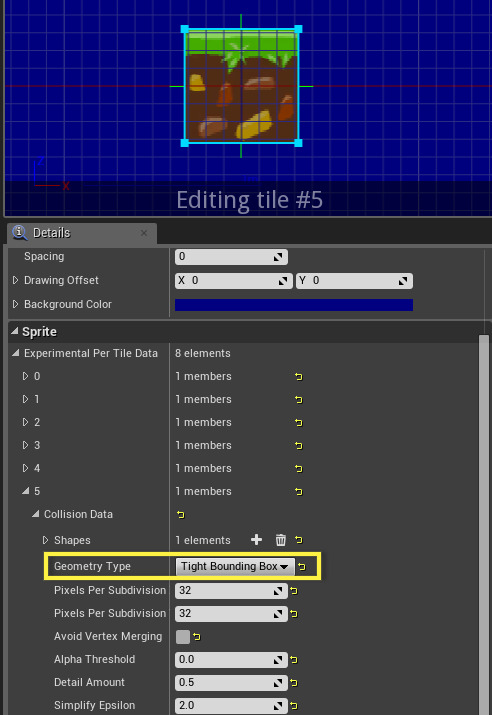 Editing tile #5
Details
Spacing 0
Drawing Offset X 0 Y 0
Background Color
Sprite
Experimental Per Tile Data 8 elements
0 1 members
1 1 members
2 1 members
3 1 members
4 1 members
5 1 members
Collision Data
Shapes 1 elements
Geometry Type Tight Bounding Box
Pixels Per Subdivision 32
Pixels Per Subdivision 32
Avoid Vertex Merging
Alpha Threshold 0.0
Detail Amount 0.5
Simplify Epsilon 2.0